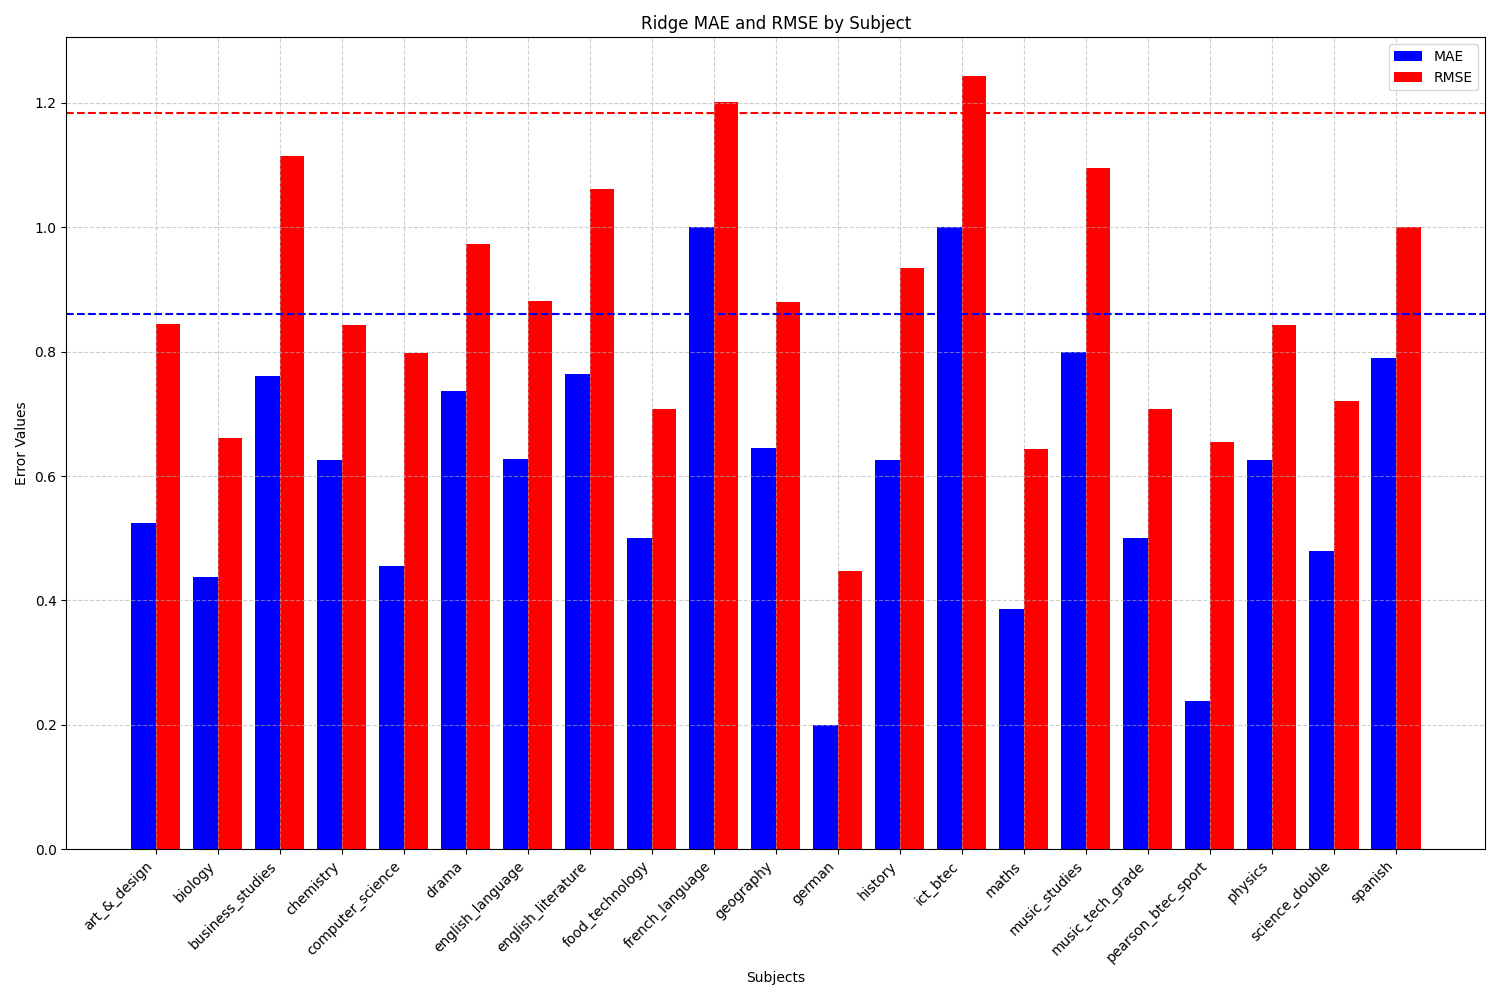 Ridge MAE and RMSE by Subject
MAE
RMSE
Error Values
1.2
1.0
0.8
0.6
0.4
0.2
0.0
art_&_design
biology
business_studies
chemistry
computer_science
drama
english_language
english_literature
food_technology
french_language
geography
german
history
ict_btec
maths
music_studies
music_tech_grade
pearson_btec_sport
physics
science_double
spanish
Subjects